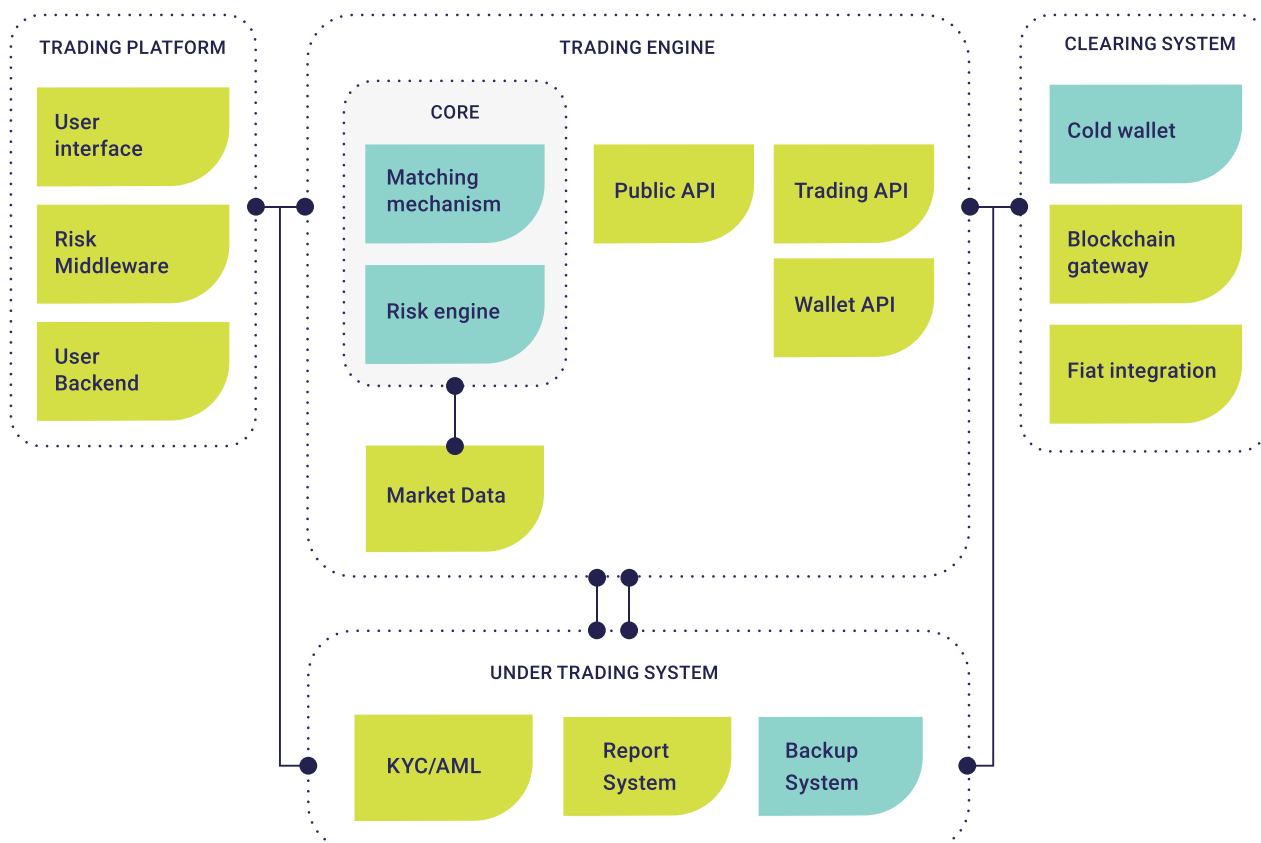 TRADING PLATFORM
User
interface
Risk
Middleware
User
Backend
TRADING ENGINE
CORE
Matching
mechanism
Risk engine
Market Data
Public API
Trading API
Wallet API
CLEARING SYSTEM
Cold wallet
Blockchain
gateway
Fiat integration
UNDER TRADING SYSTEM
KYC/AML
Report
System
Backup
System